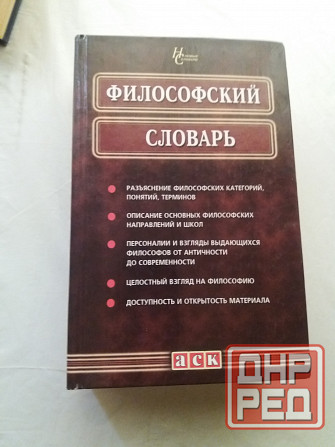 ФИЛОСОФСКИЙ
СЛОВАРЬ
РАЗЪЯСНЕНИЕ ФИЛОСОФСКИХ КАТЕГОРИЙ,
ПОНЯТИЙ, ТЕРМИНОВ
ОПИСАНИЕ ОСНОВНЫХ ФИЛОСОФСКИХ
НАПРАВЛЕНИЙ И ШКОЛ
ПЕРСОНАЛИИ И ВЗГЛЯДЫ ВЫДАЮЩИХСЯ
ФИЛОСОФОВ ОТ АНТИЧНОСТИ
ДО СОВРЕМЕННОСТИ
ЦЕЛОСТНЫЙ ВЗГЛЯД НА ФИЛОСОФИЮ
ДОСТУПНОСТЬ И ОТКРЫТОСТЬ МАТЕРИАЛА
аск
ДНР
РЕД